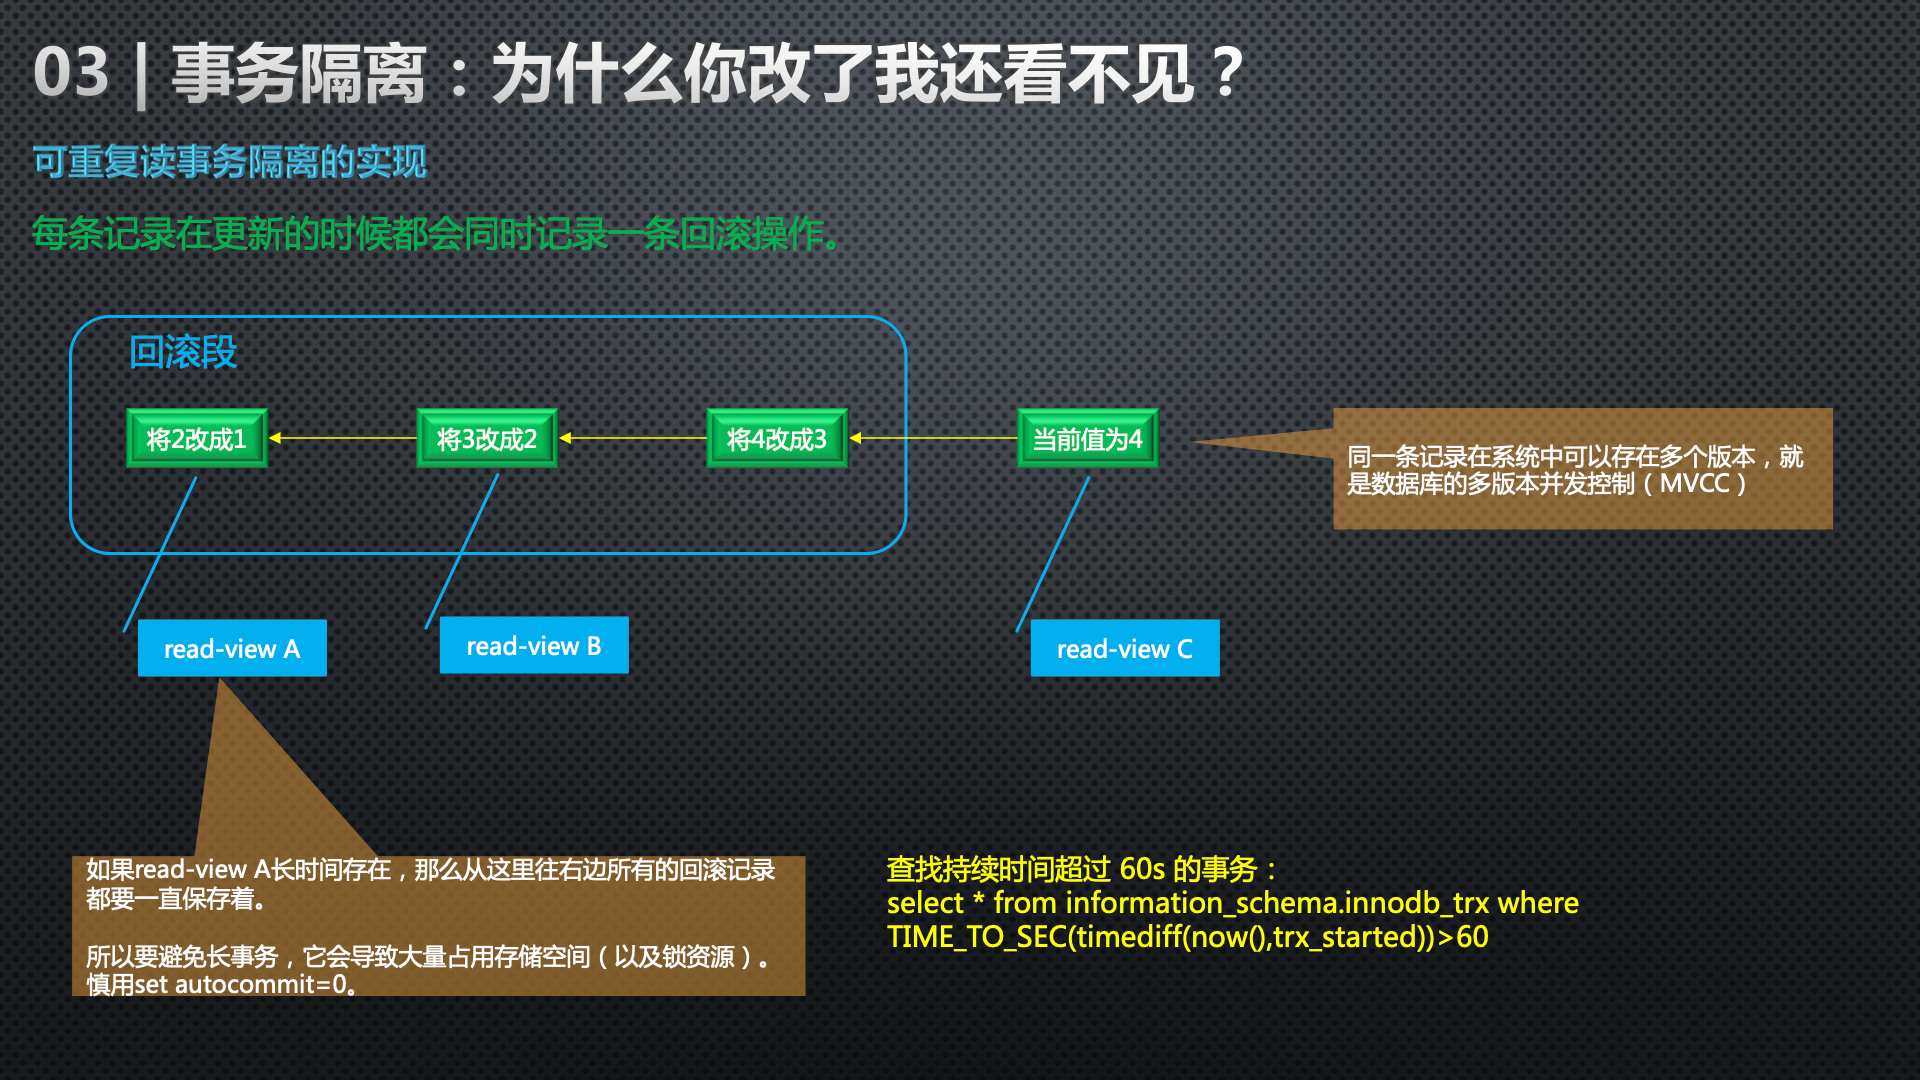 03 | 事务隔离：为什么你改了我还看不见？
可重复读事务隔离的实现
每条记录在更新的时候都会同时记录一条回滚操作。
回滚段
将2改成1
将3改成2
将4改成3
当前值为4
同一条记录在系统中可以存在多个版本，就
是数据库的多版本并发控制（MVCC）
read-view A
read-view B
read-view C
如果read-view A长时间存在，那么从这里往右边所有的回滚记录
都要一直保存着。
所以要避免长事务，它会导致大量占用存储空间（以及锁资源）。
慎用set autocommit=0。
查找持续时间超过 60s 的事务：
select * from information_schema.innodb_trx where
TIME_TO_SEC(timediff(now(),trx_started))>60